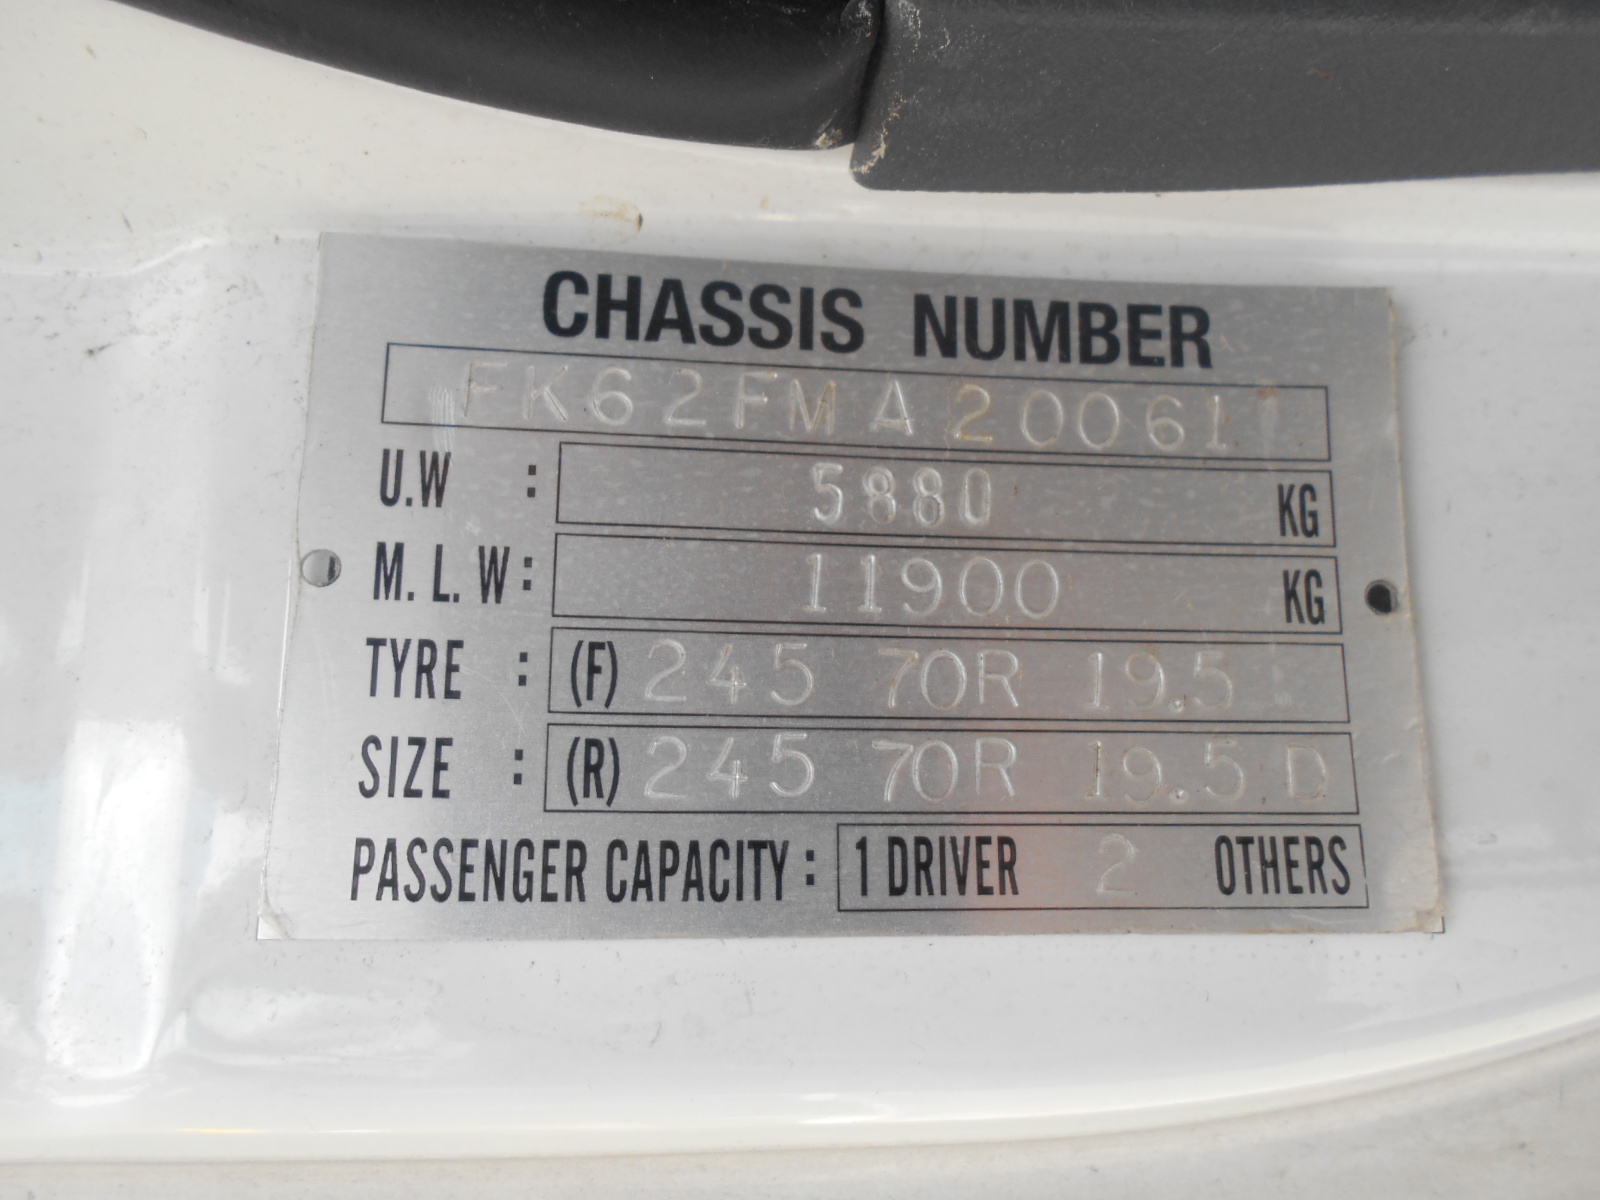 CHASSIS NUMBER
FK62FMA20061
U.W : 5880 KG
M.L.W: 11900 KG
TYRE : (F) 245 70R 19.5
SIZE : (R) 245 70R 19.5 D
PASSENGER CAPACITY: 1 DRIVER 2 OTHERS